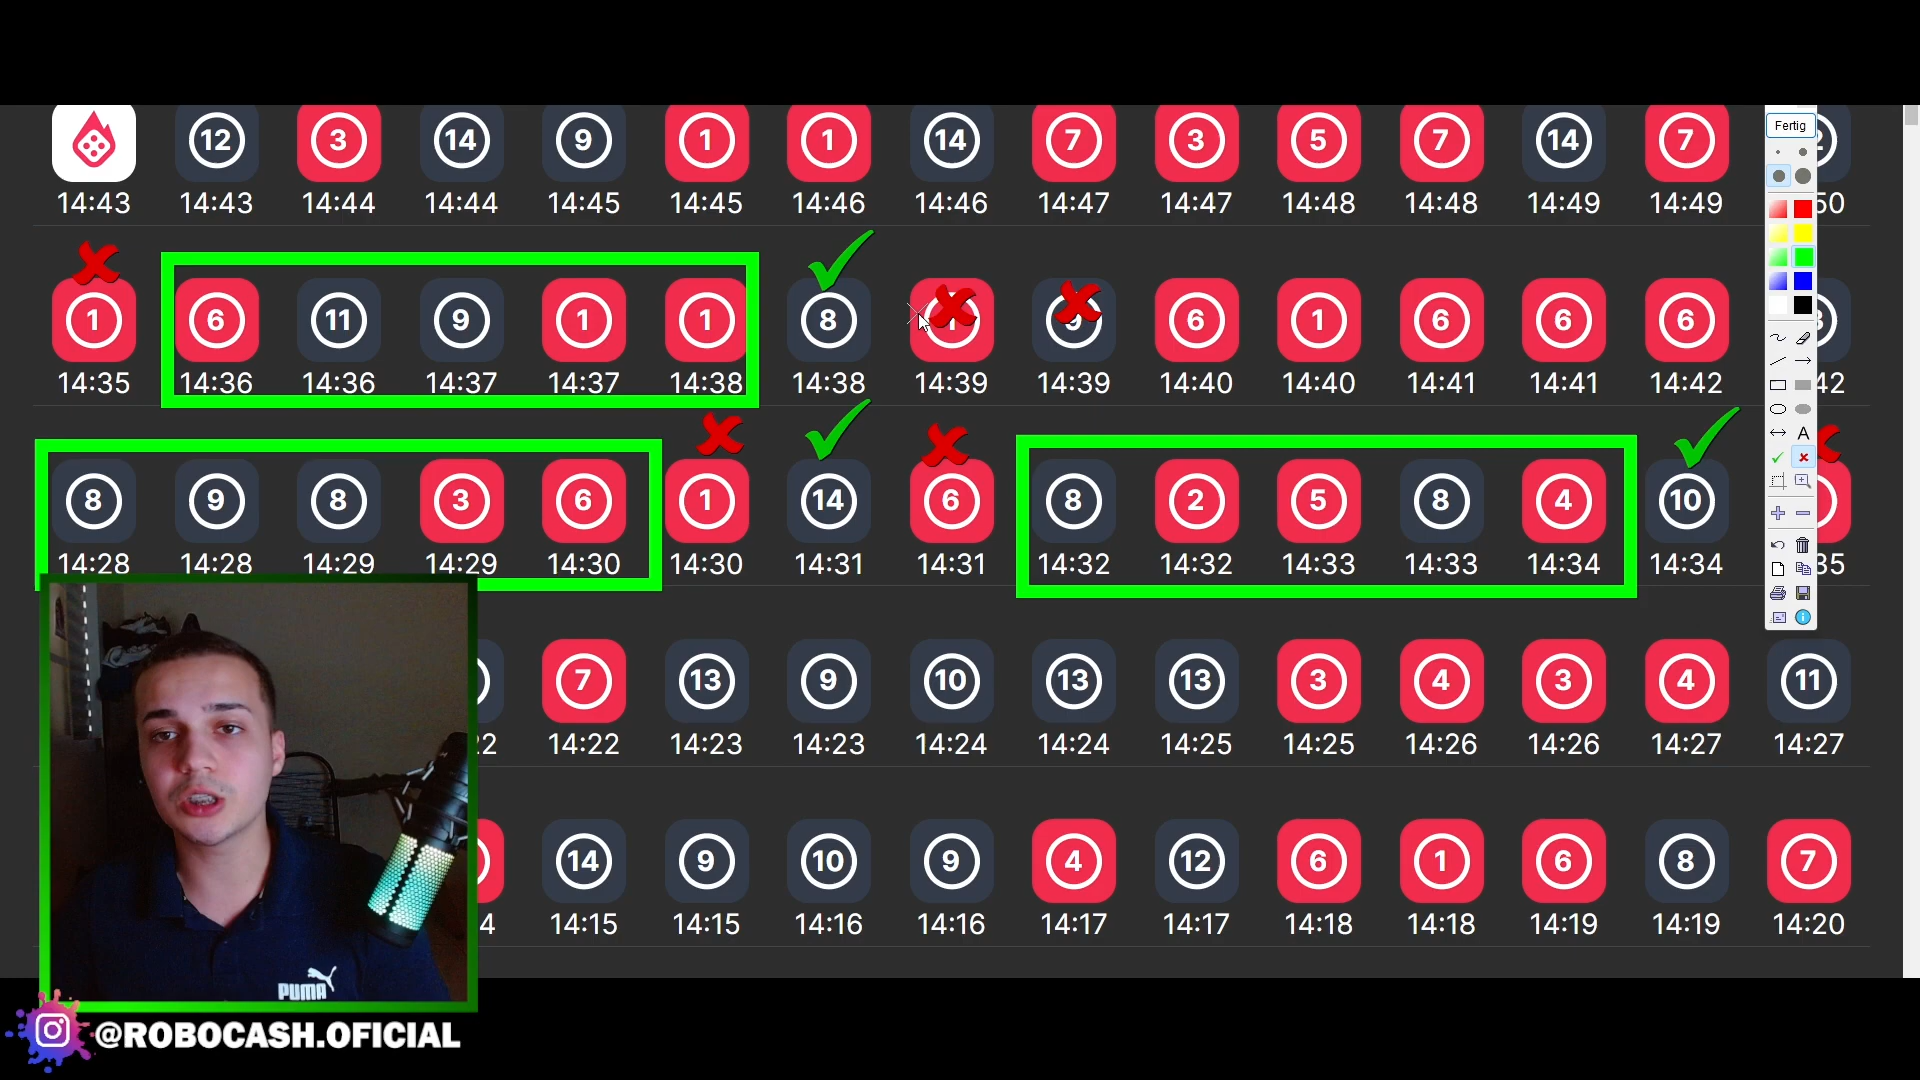 Fertig
12 3 14 9 1 1 14 7 3 5 7 14 7
14:43 14:43 14:44 14:44 14:45 14:45 14:46 14:46 14:47 14:47 14:48 14:48 14:49 14:49 50
1 6 11 9 1 1 8 1 9 6 1 6 6 6
14:35 14:36 14:36 14:37 14:37 14:38 14:38 14:39 14:39 14:40 14:40 14:41 14:41 14:42 42
A
8 9 8 3 6 1 14 6 8 2 5 8 4 10
14:28 14:28 14:29 14:29 14:30 14:30 14:31 14:31 14:32 14:32 14:33 14:33 14:34 14:34 35
7 13 9 10 13 13 3 4 3 4 11
22 14:22 14:23 14:23 14:24 14:24 14:25 14:25 14:26 14:26 14:27 14:27
14 9 10 9 4 12 6 1 6 8 7
4 14:15 14:15 14:16 14:16 14:17 14:17 14:18 14:18 14:19 14:19 14:20
PUMA
@ROBOCASH.OFICIAL